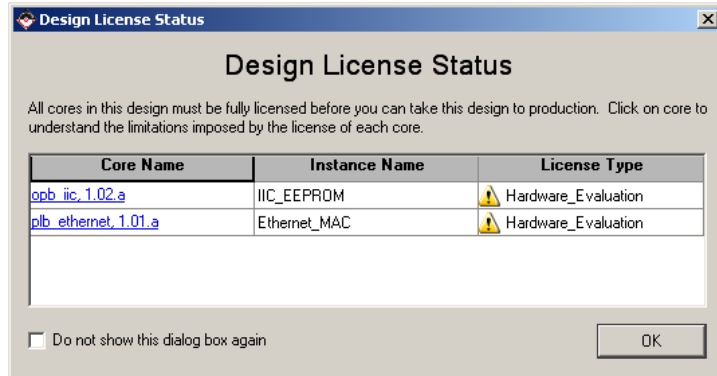 Design License Status
Design License Status
All cores in this design must be fully licensed before you can take this design to production. Click on core to
understand the limitations imposed by the license of each core.
Core Name Instance Name License Type
opb_iic, 1.02.a IIC_EEPROM Hardware_Evaluation
plb_ethernet, 1.01.a Ethernet_MAC Hardware_Evaluation
Do not show this dialog box again OK